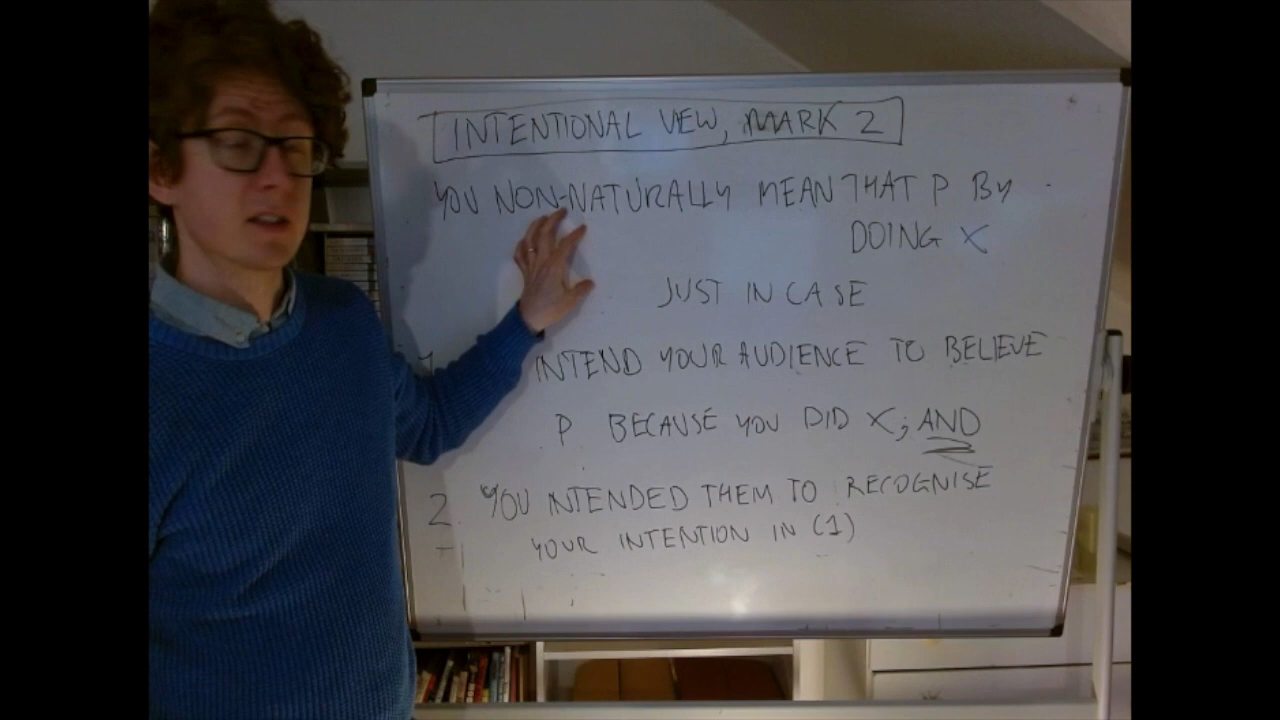 INTENTIONAL VIEW, MARK 2
YOU NON-NATURALLY MEAN THAT P BY
DOING X
JUST IN CASE
1 INTEND YOUR AUDIENCE TO BELIEVE
P BECAUSE YOU DID X; AND
2. YOU INTENDED THEM TO RECOGNISE
YOUR INTENTION IN (1)